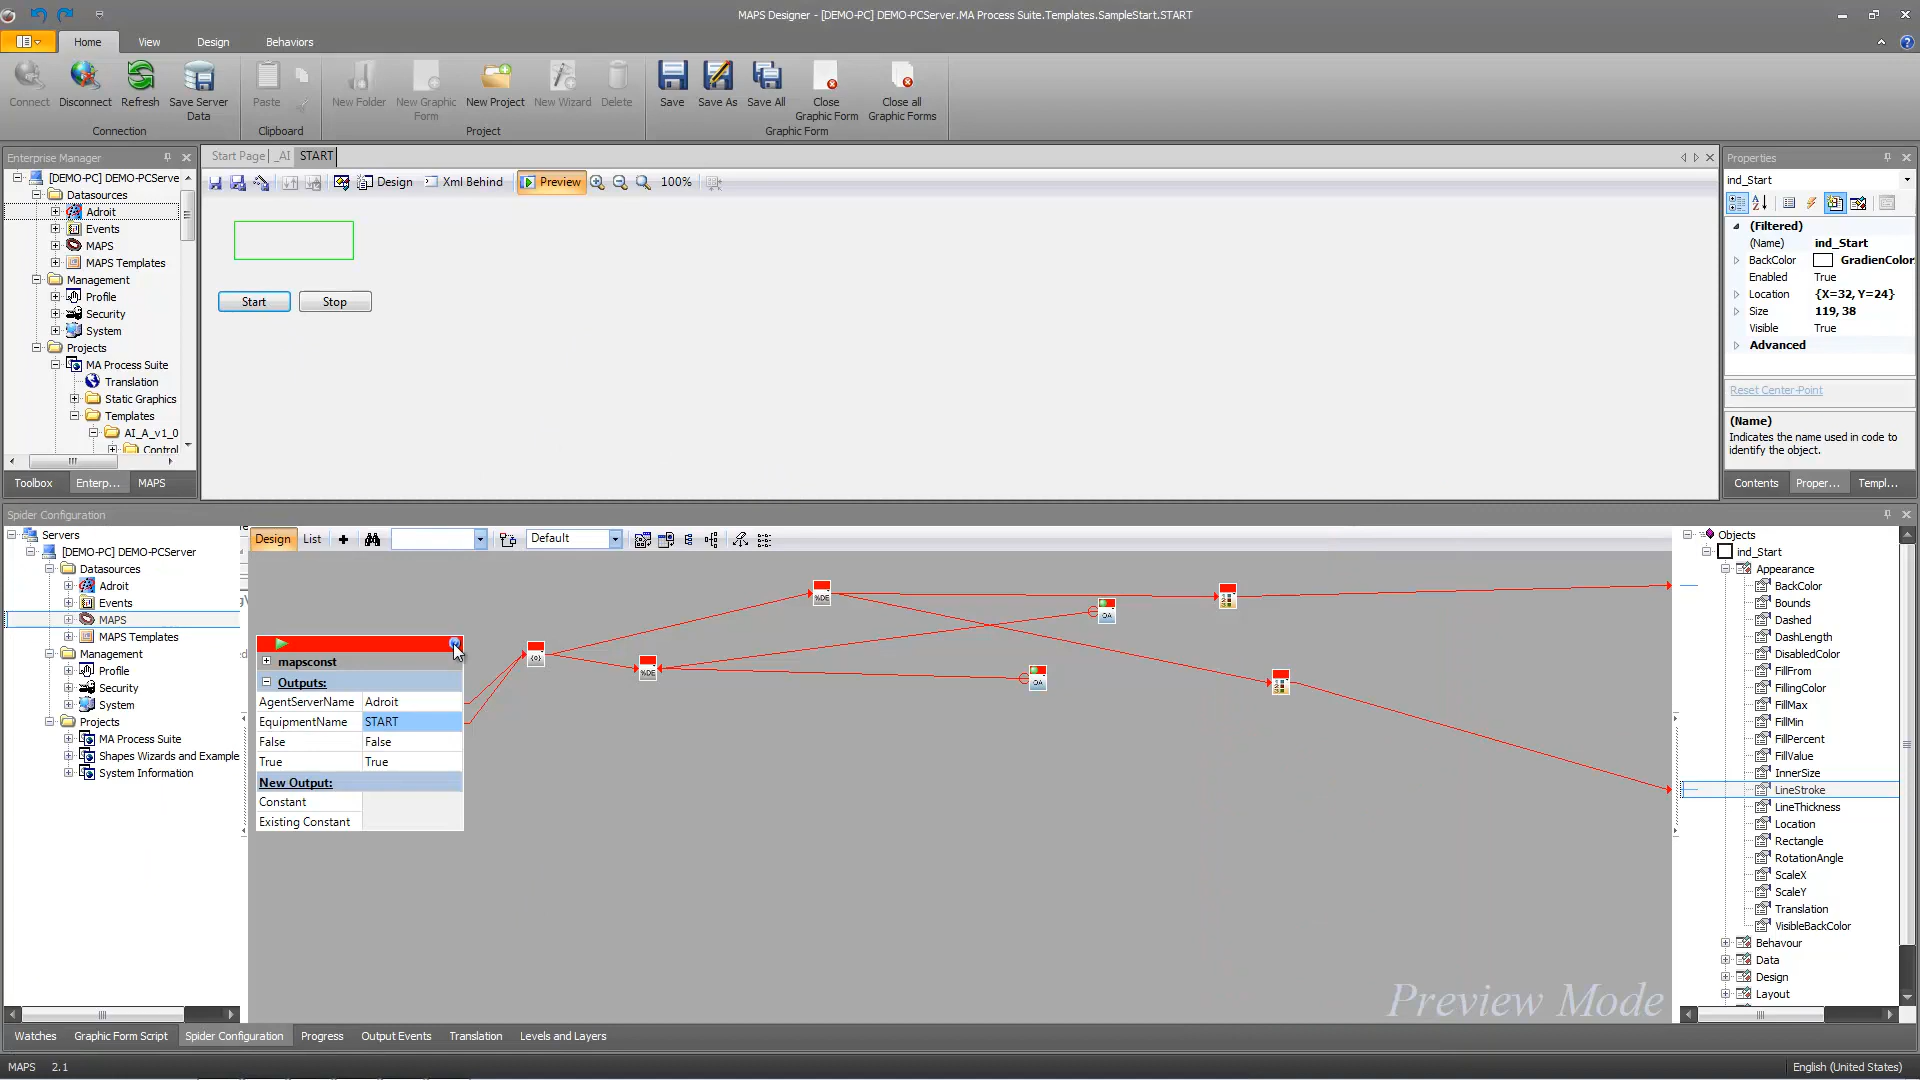 MAPS Designer - [DEMO-PC] DEMO-PCServer.MA Process Suite.Templates.SampleStart.START
Home View Design Behaviors
Connect Disconnect Refresh Save Server Data
Paste
New Folder New Graphic Form New Project New Wizard Delete
Save Save As Save All Close Graphic Form Close all Graphic Forms
Connection Clipboard Project Graphic Form
Enterprise Manager
[DEMO-PC] DEMO-PCServe
Datasources
Adroit
Events
MAPS
MAPS Templates
Management
Profile
Security
System
Projects
MA Process Suite
Translation
Static Graphics
Templates
AI_A_v1_0
Control
Toolbox Enterp... MAPS
Start Page _AI START
Design Xml Behind Preview 100%
Start Stop
Properties
ind_Start
(Filtered)
(Name) ind_Start
BackColor GradienColor.
Enabled True
Location {X=32, Y=24}
Size 119, 38
Visible True
Advanced
Reset Center-Point
(Name)
Indicates the name used in code to
identify the object.
Contents Proper... Templ...
Spider Configuration
Servers
[DEMO-PC] DEMO-PCServer
Datasources
Adroit
Events
MAPS
MAPS Templates
Management
Profile
Security
System
Projects
MA Process Suite
Shapes Wizards and Example
System Information
Design List Default
mapsconst
Outputs:
AgentServerName Adroit
EquipmentName START
False False
True True
New Output:
Constant
Existing Constant
{o}
%DE
%DE
OA
OA
Preview Mode
Objects
ind_Start
Appearance
BackColor
Bounds
Dashed
DashLength
DisabledColor
FillFrom
FillingColor
FillMax
FillMin
FillPercent
FillValue
InnerSize
LineStroke
LineThickness
Location
Rectangle
RotationAngle
ScaleX
ScaleY
Translation
VisibleBackColor
Behavour
Data
Design
Layout
Watches Graphic Form Script Spider Configuration Progress Output Events Translation Levels and Layers
MAPS 2.1 English (United States)